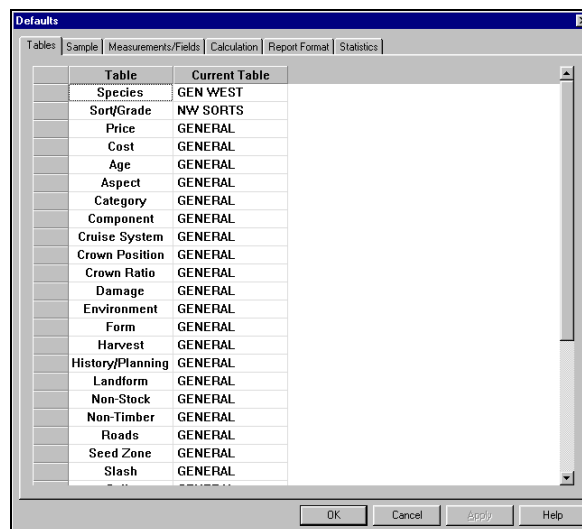 Defaults
Tables Sample Measurements/Fields Calculation Report Format Statistics
Table Current Table
Species GEN WEST
Sort/Grade NW SORTS
Price GENERAL
Cost GENERAL
Age GENERAL
Aspect GENERAL
Category GENERAL
Component GENERAL
Cruise System GENERAL
Crown Position GENERAL
Crown Ratio GENERAL
Damage GENERAL
Environment GENERAL
Form GENERAL
Harvest GENERAL
History/Planning GENERAL
Landform GENERAL
Non-Stock GENERAL
Non-Timber GENERAL
Roads GENERAL
Seed Zone GENERAL
Slash GENERAL
OK Cancel Apply Help